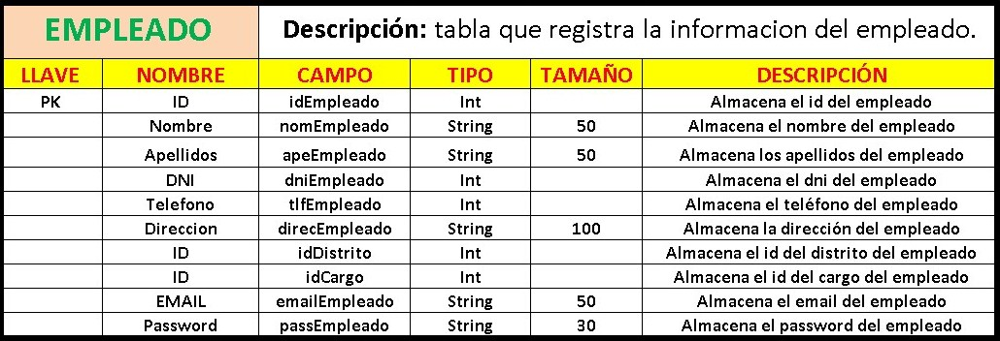 EMPLEADO Descripción: tabla que registra la informacion del empleado.
LLAVE NOMBRE CAMPO TIPO TAMAÑO DESCRIPCIÓN
PK ID idEmpleado Int Almacena el id del empleado
Nombre nomEmpleado String 50 Almacena el nombre del empleado
Apellidos apeEmpleado String 50 Almacena los apellidos del empleado
DNI dniEmpleado Int Almacena el dni del empleado
Telefono tlfEmpleado Int Almacena el teléfono del empleado
Direccion direcEmpleado String 100 Almacena la dirección del empleado
ID idDistrito Int Almacena el id del distrito del empleado
ID idCargo Int Almacena el id del cargo del empleado
EMAIL emailEmpleado String 50 Almacena el email del empleado
Password passEmpleado String 30 Almacena el password del empleado